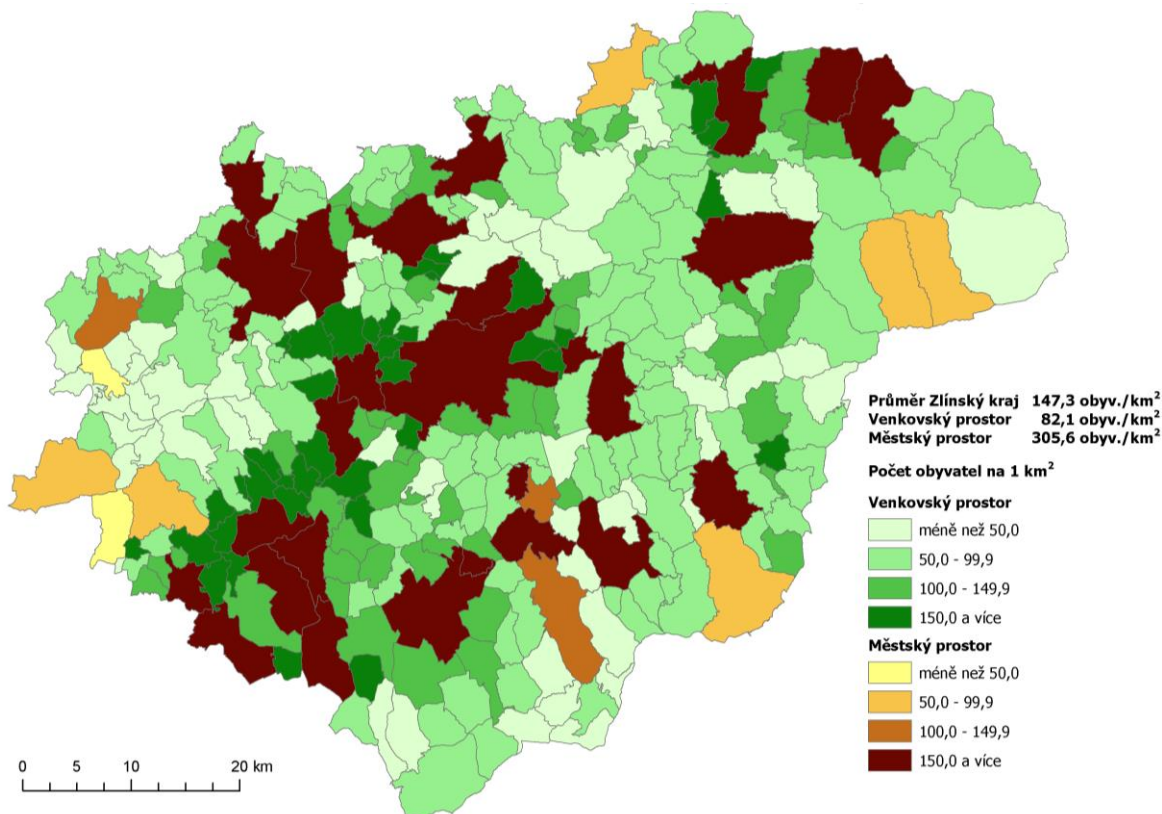 Průměr Zlínský kraj 147,3 obyv./km²
Venkovský prostor 82,1 obyv./km²
Městský prostor 305,6 obyv./km²
Počet obyvatel na 1 km²
Venkovský prostor
méně než 50,0
50,0 - 99,9
100,0 - 149,9
150,0 a více
Městský prostor
méně než 50,0
50,0 - 99,9
100,0 - 149,9
150,0 a více
0 5 10 20 km